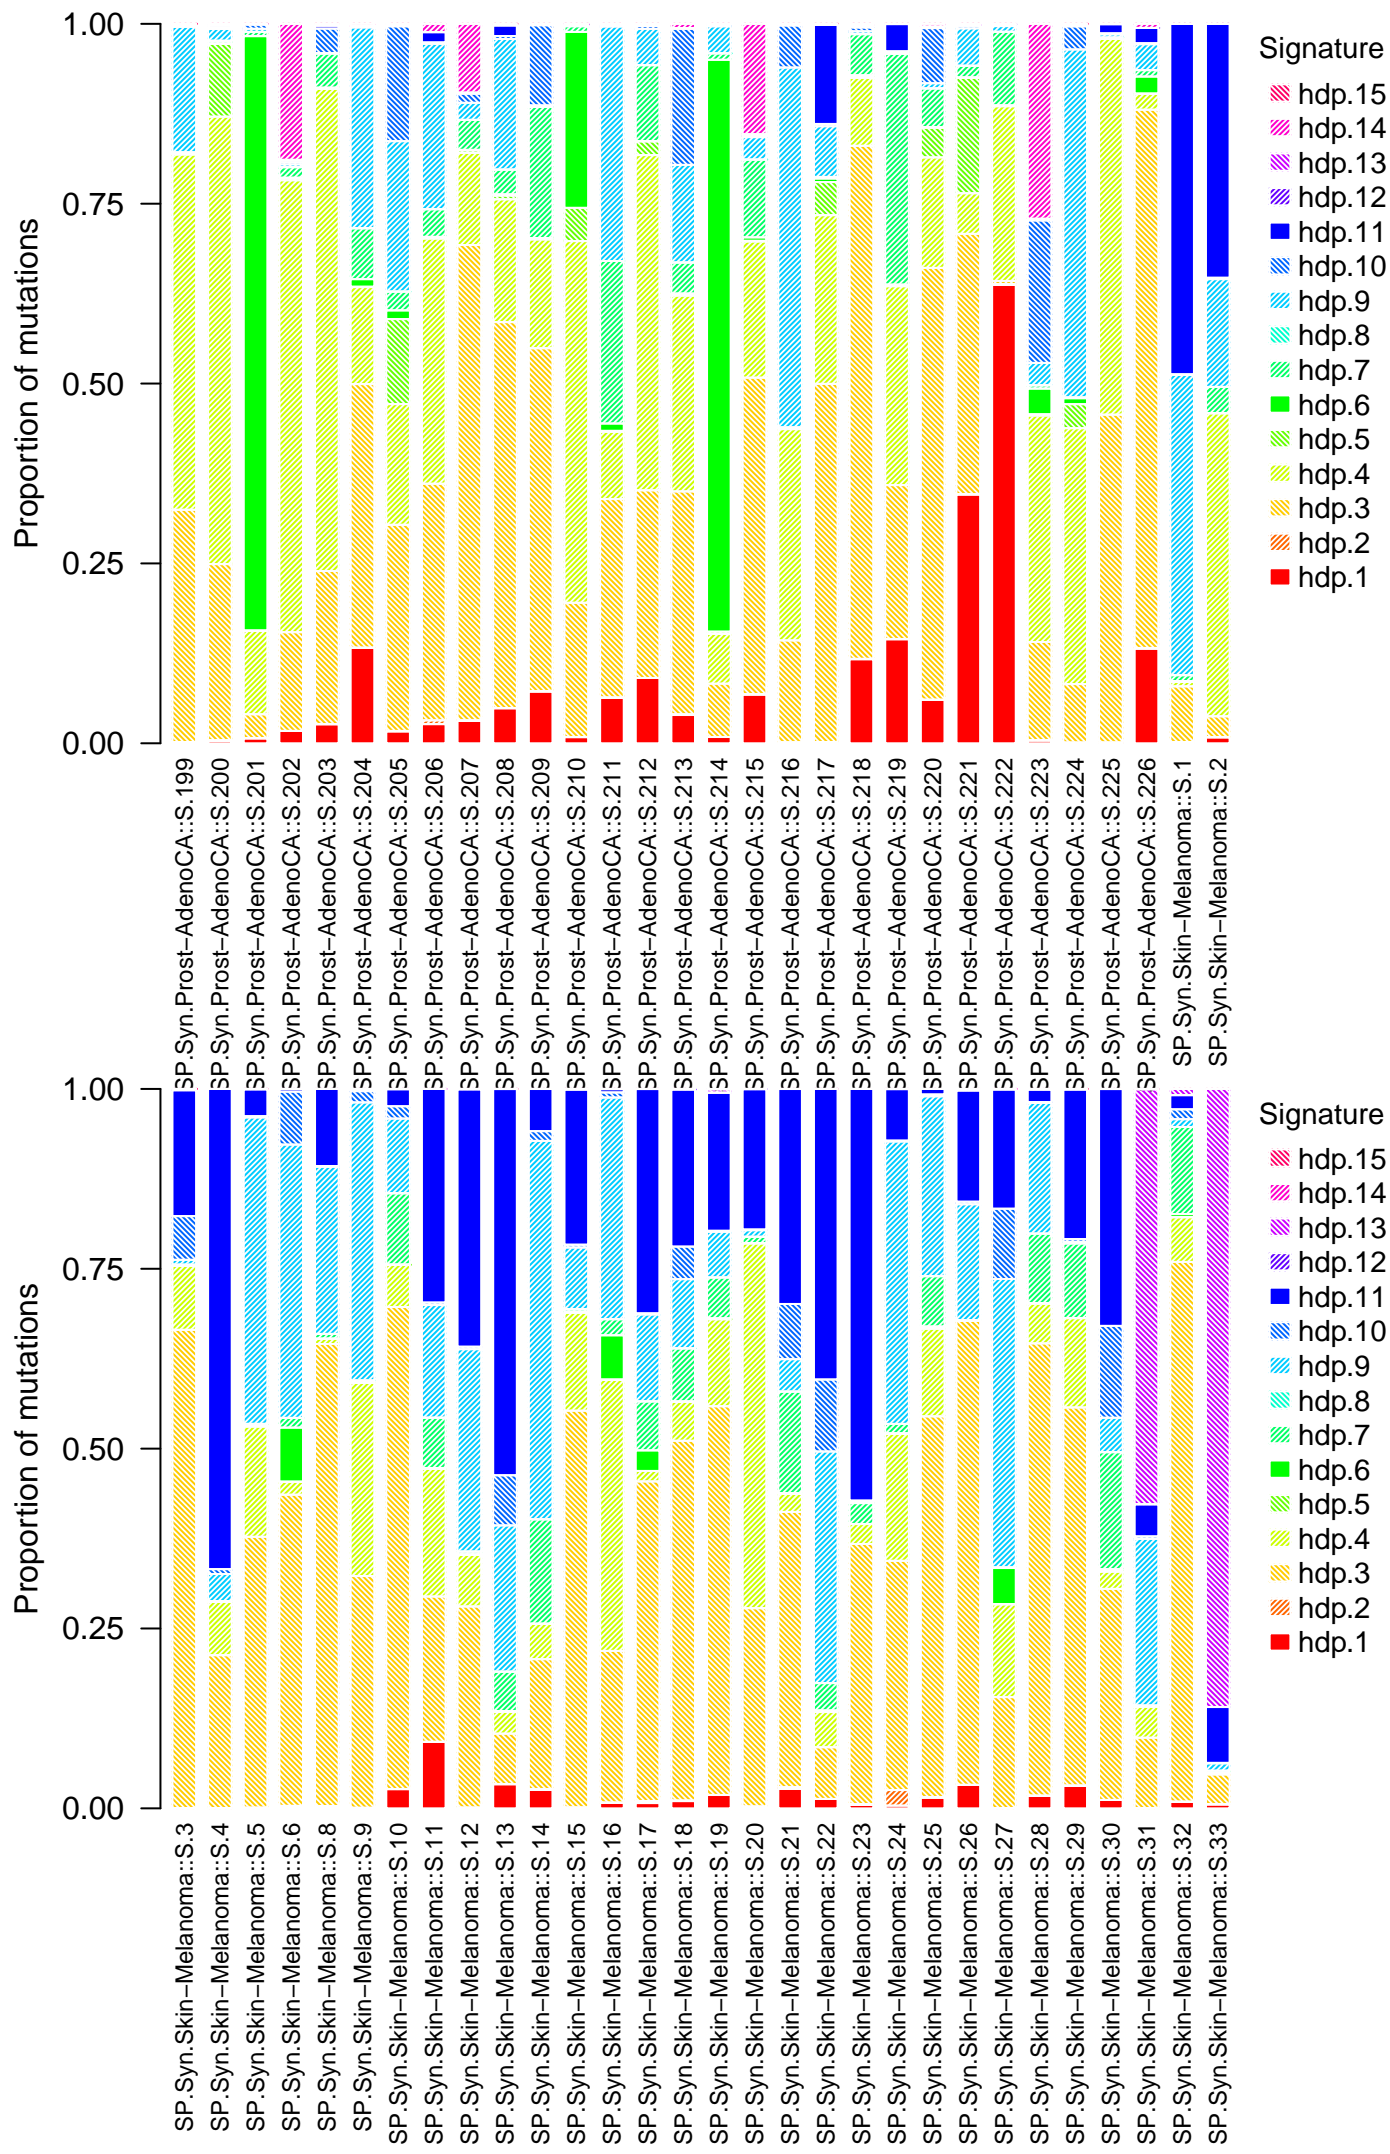 Proportion of mutations
1.00
0.75
0.50
0.25
0.00
Signature
hdp.15
hdp.14
hdp.13
hdp.12
hdp.11
hdp.10
hdp.9
hdp.8
hdp.7
hdp.6
hdp.5
hdp.4
hdp.3
hdp.2
hdp.1
SP.Syn.Prost−AdenoCA::S.199
SP.Syn.Prost−AdenoCA::S.200
SP.Syn.Prost−AdenoCA::S.201
SP.Syn.Prost−AdenoCA::S.202
SP.Syn.Prost−AdenoCA::S.203
SP.Syn.Prost−AdenoCA::S.204
SP.Syn.Prost−AdenoCA::S.205
SP.Syn.Prost−AdenoCA::S.206
SP.Syn.Prost−AdenoCA::S.207
SP.Syn.Prost−AdenoCA::S.208
SP.Syn.Prost−AdenoCA::S.209
SP.Syn.Prost−AdenoCA::S.210
SP.Syn.Prost−AdenoCA::S.211
SP.Syn.Prost−AdenoCA::S.212
SP.Syn.Prost−AdenoCA::S.213
SP.Syn.Prost−AdenoCA::S.214
SP.Syn.Prost−AdenoCA::S.215
SP.Syn.Prost−AdenoCA::S.216
SP.Syn.Prost−AdenoCA::S.217
SP.Syn.Prost−AdenoCA::S.218
SP.Syn.Prost−AdenoCA::S.219
SP.Syn.Prost−AdenoCA::S.220
SP.Syn.Prost−AdenoCA::S.221
SP.Syn.Prost−AdenoCA::S.222
SP.Syn.Prost−AdenoCA::S.223
SP.Syn.Prost−AdenoCA::S.224
SP.Syn.Prost−AdenoCA::S.225
SP.Syn.Prost−AdenoCA::S.226
SP.Syn.Skin−Melanoma::S.1
SP.Syn.Skin−Melanoma::S.2
Proportion of mutations
1.00
0.75
0.50
0.25
0.00
Signature
hdp.15
hdp.14
hdp.13
hdp.12
hdp.11
hdp.10
hdp.9
hdp.8
hdp.7
hdp.6
hdp.5
hdp.4
hdp.3
hdp.2
hdp.1
SP.Syn.Skin−Melanoma::S.3
SP.Syn.Skin−Melanoma::S.4
SP.Syn.Skin−Melanoma::S.5
SP.Syn.Skin−Melanoma::S.6
SP.Syn.Skin−Melanoma::S.8
SP.Syn.Skin−Melanoma::S.9
SP.Syn.Skin−Melanoma::S.10
SP.Syn.Skin−Melanoma::S.11
SP.Syn.Skin−Melanoma::S.12
SP.Syn.Skin−Melanoma::S.13
SP.Syn.Skin−Melanoma::S.14
SP.Syn.Skin−Melanoma::S.15
SP.Syn.Skin−Melanoma::S.16
SP.Syn.Skin−Melanoma::S.17
SP.Syn.Skin−Melanoma::S.18
SP.Syn.Skin−Melanoma::S.19
SP.Syn.Skin−Melanoma::S.20
SP.Syn.Skin−Melanoma::S.21
SP.Syn.Skin−Melanoma::S.22
SP.Syn.Skin−Melanoma::S.23
SP.Syn.Skin−Melanoma::S.24
SP.Syn.Skin−Melanoma::S.25
SP.Syn.Skin−Melanoma::S.26
SP.Syn.Skin−Melanoma::S.27
SP.Syn.Skin−Melanoma::S.28
SP.Syn.Skin−Melanoma::S.29
SP.Syn.Skin−Melanoma::S.30
SP.Syn.Skin−Melanoma::S.31
SP.Syn.Skin−Melanoma::S.32
SP.Syn.Skin−Melanoma::S.33